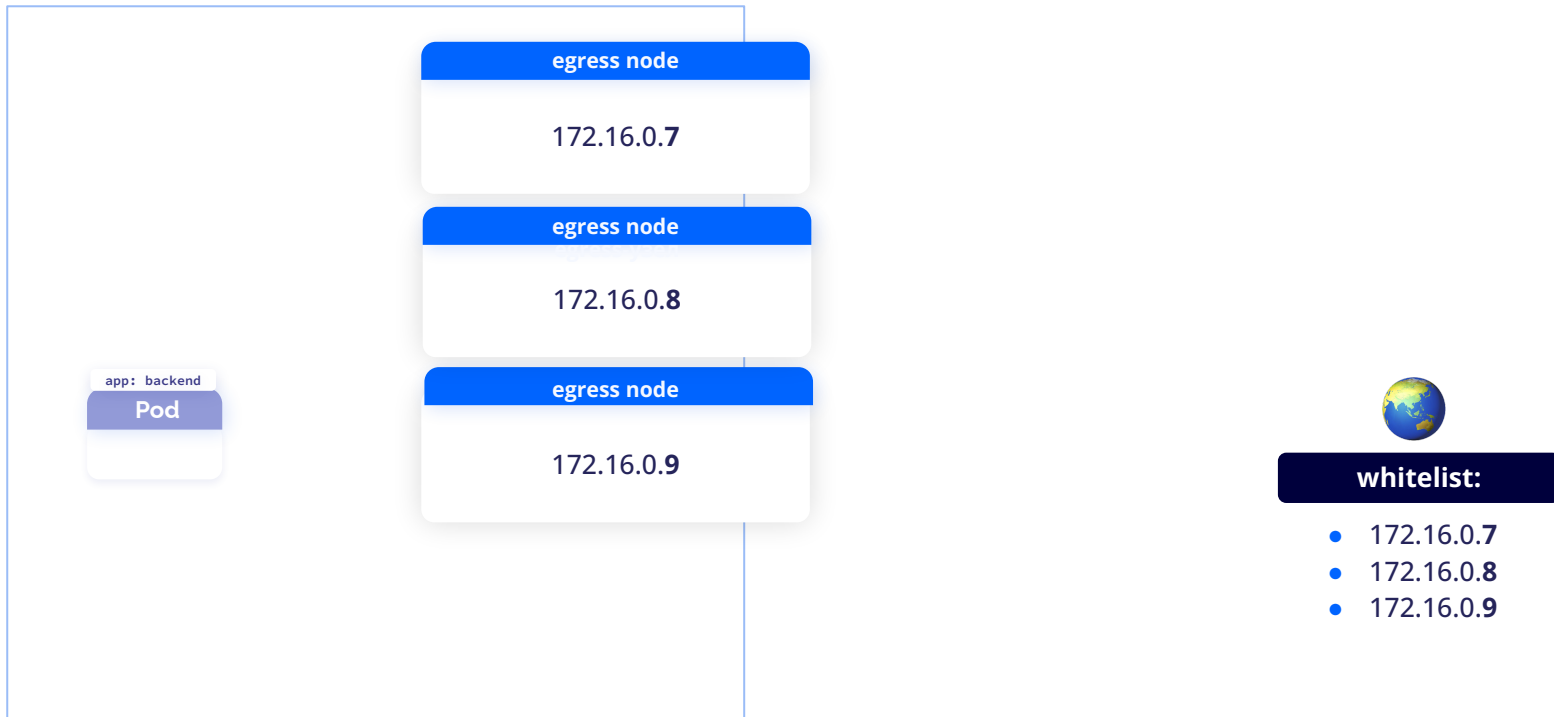 egress node
172.16.0.7
egress node
172.16.0.8
egress node
172.16.0.9
app: backend
Pod
whitelist:
• 172.16.0.7
• 172.16.0.8
• 172.16.0.9